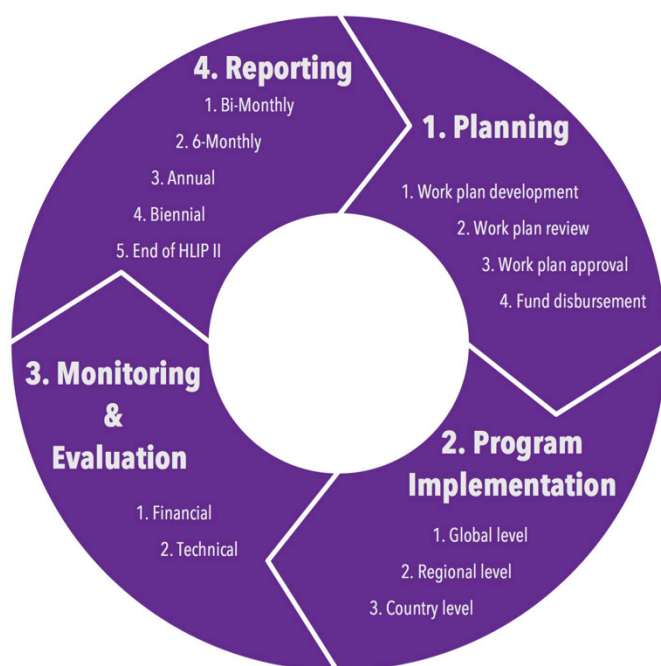 4. Reporting
1. Bi-Monthly
2. 6-Monthly
3. Annual
4. Biennial
5. End of HLIP II
1. Planning
1. Work plan development
2. Work plan review
3. Work plan approval
4. Fund disbursement
3. Monitoring
&
Evaluation
1. Financial
2. Technical
2. Program
Implementation
1. Global level
2. Regional level
3. Country level